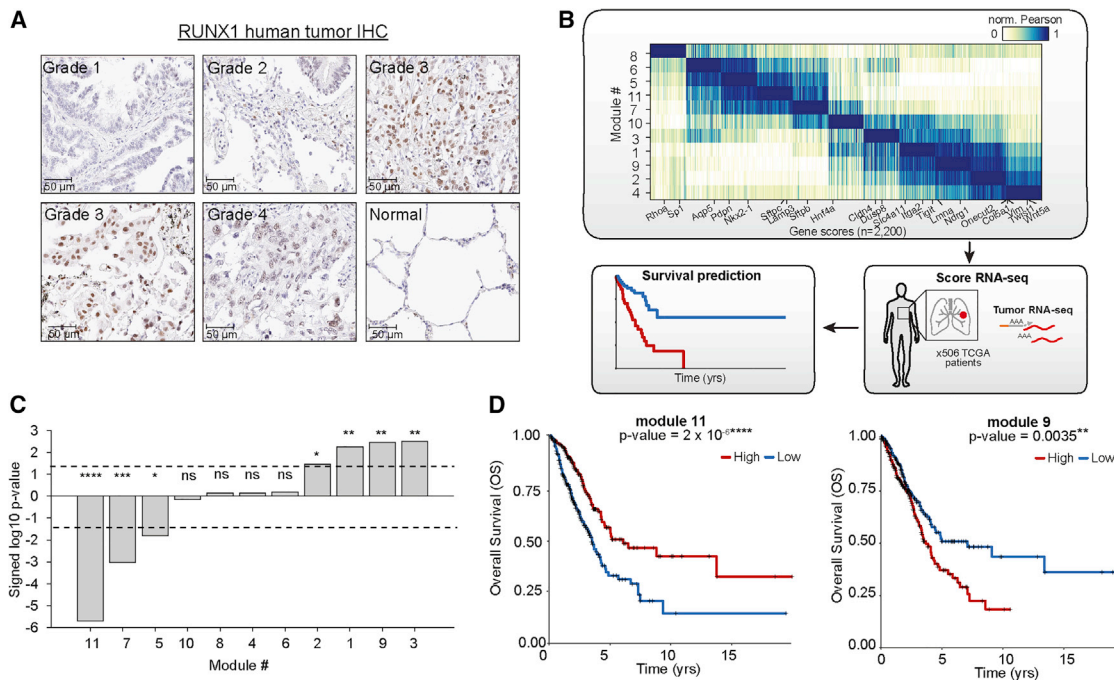 A
RUNX1 human tumor IHC
Grade 1
50 µm
Grade 2
50 µm
Grade 3
50 µm
Grade 3
50 µm
Grade 4
50 µm
Normal
50 µm
B
norm. Pearson
0 1
Module #
8
6
5
11
7
10
3
1
9
2
4
Rhoa
Sp1
Aqp5
Pdpn
Nkx2-1
Sftpb
Hnf4a
Cldn4
Dusp8
Slc4a11
Itga2
Tigit
Lmna
Ndrg1
Onecut2
Wnt5a
Gene scores (n=2,200)
Survival prediction
Time (yrs)
Score RNA-seq
Tumor RNA-seq
AAA
AAA
x506 TCGA
patients
C
Signed log10 p-value
3
2
1
0
-1
-2
-3
-4
-5
-6
**** *** * ns ns ns ns * ** ** **
11 7 5 10 8 4 6 2 1 9 3
Module #
D
module 11
p-value = 2 x 10⁻⁶****
High Low
Overall Survival (OS)
1.00
0.75
0.50
0.25
0.00
0 5 10 15
Time (yrs)
module 9
p-value = 0.0035**
High Low
Overall Survival (OS)
1.00
0.75
0.50
0.25
0.00
0 5 10 15
Time (yrs)